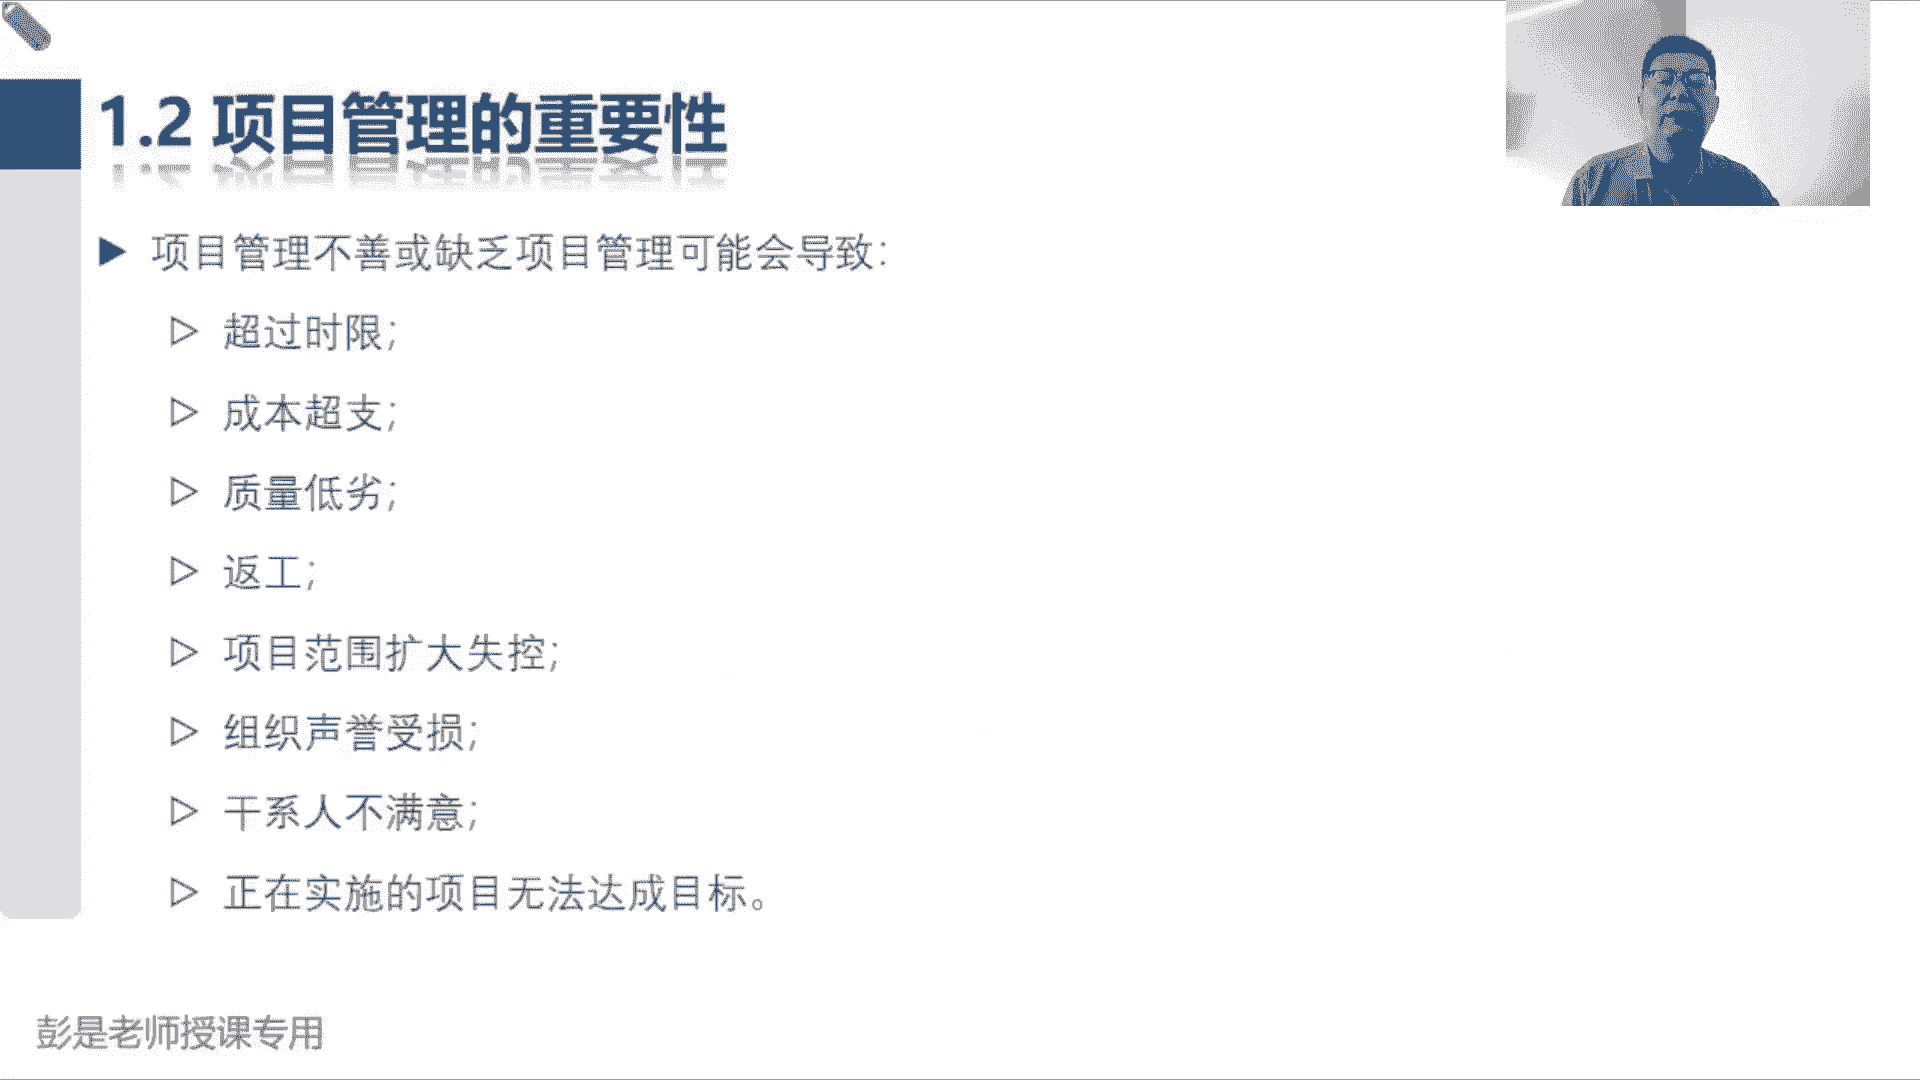 1.2 项目管理的重要性
项目管理不善或缺乏项目管理可能会导致：
超过时限；
成本超支；
质量低劣；
返工；
项目范围扩大失控；
组织声誉受损；
干系人不满意；
正在实施的项目无法达成目标。
彭是老师授课专用